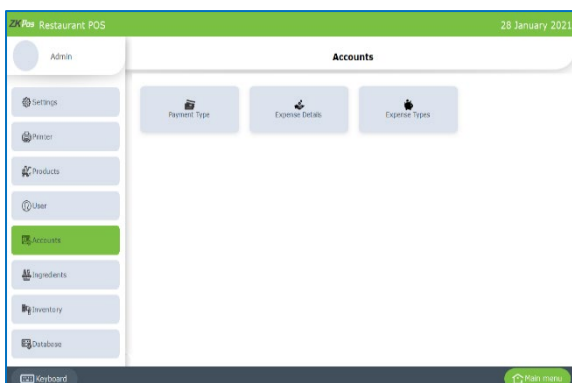 ZKPos Restaurant POS
28 January 2021
Admin
Accounts
Settings
Payment Type
Expense Details
Expense Types
Printer
Products
User
Accounts
Ingredients
Inventory
Database
Keyboard
Main menu